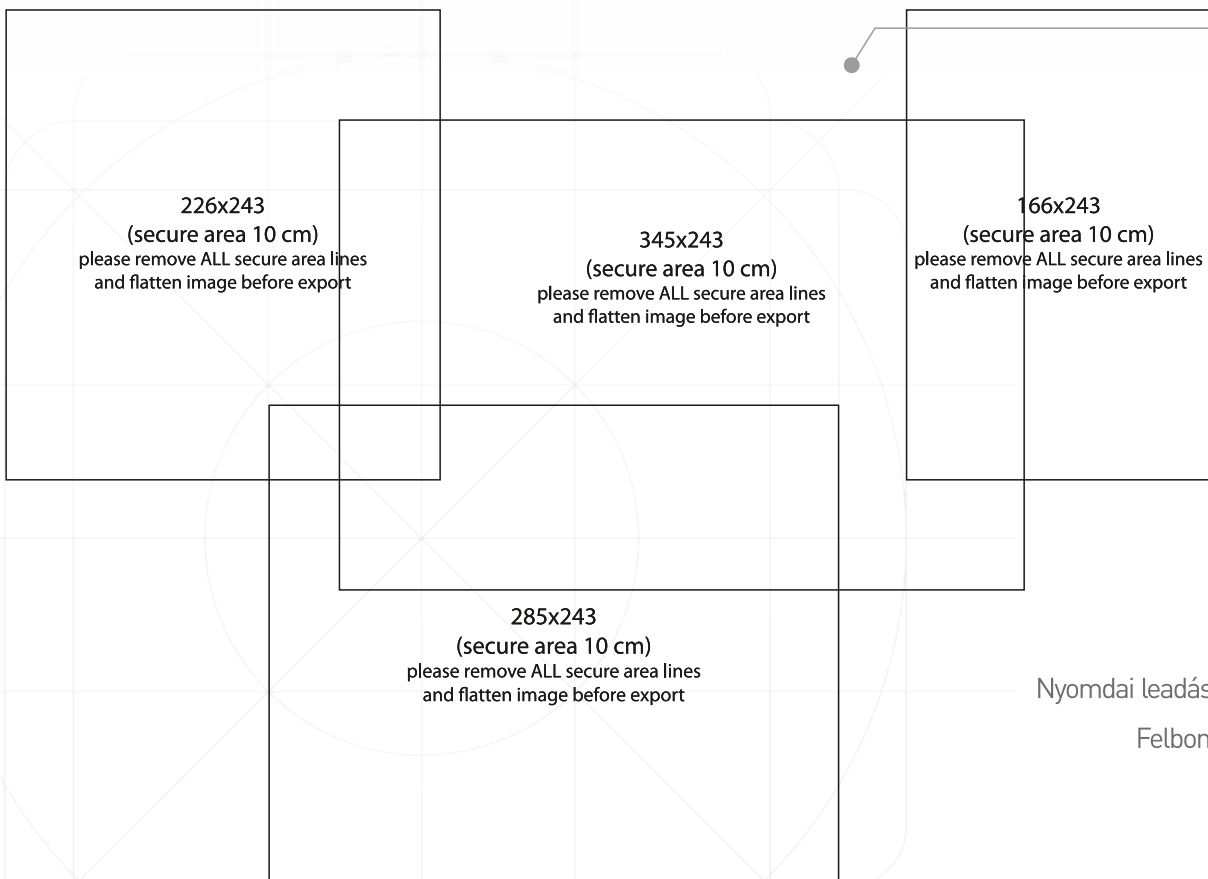 226x243
(secure area 10 cm)
please remove ALL secure area lines
and flatten image before export
345x243
(secure area 10 cm)
please remove ALL secure area lines
and flatten image before export
166x243
(secure area 10 cm)
please remove ALL secure area lines
and flatten image before export
285x243
(secure area 10 cm)
please remove ALL secure area lines
and flatten image before export
Nyomdai leadás
Felbon